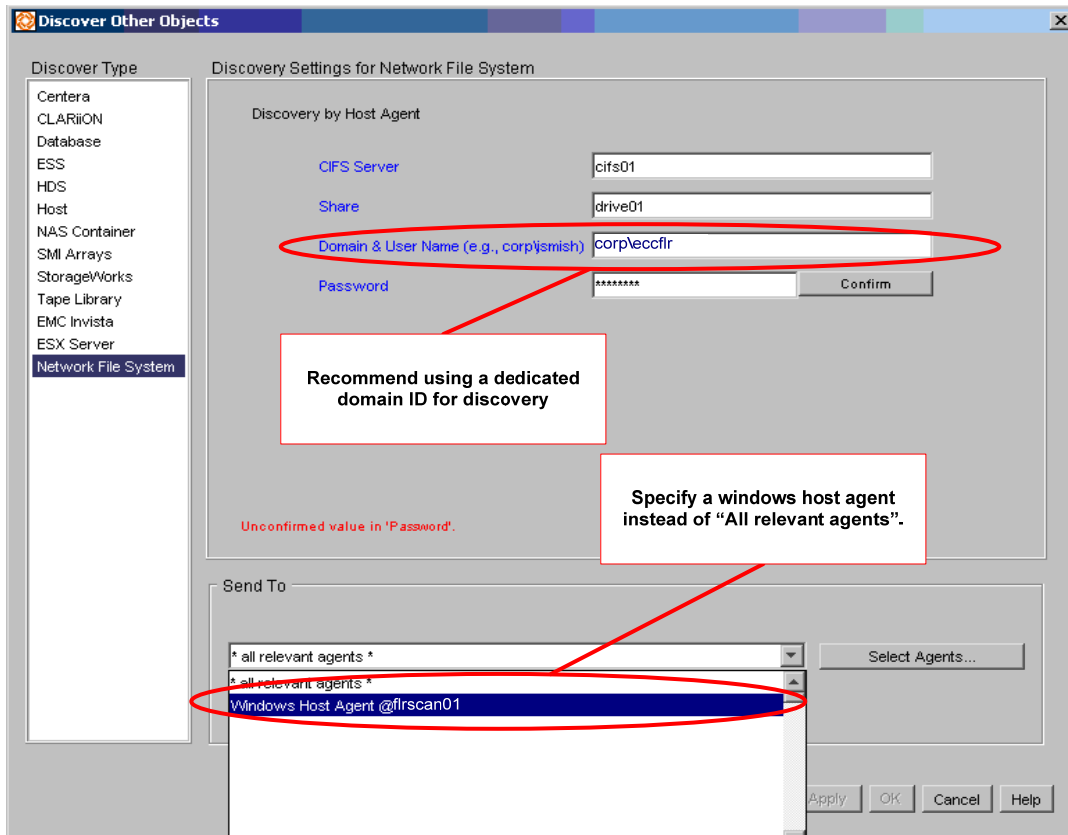 Discover Other Objects
Discover Type
Centera
CLARiiON
Database
ESS
HDS
Host
NAS Container
SMI Arrays
StorageWorks
Tape Library
EMC Invista
ESX Server
Network File System
Discovery Settings for Network File System
Discovery by Host Agent
CIFS Server
cifs01
Share
drive01
Domain & User Name (e.g., corp\jsmish)
corp\eccflr
Password
********
Confirm
Recommend using a dedicated
domain ID for discovery
Specify a windows host agent
instead of “All relevant agents”.
Unconfirmed value in 'Password'.
Send To
* all relevant agents *
Select Agents...
* all relevant agents *
Windows Host Agent @flrscan01
Apply
OK
Cancel
Help